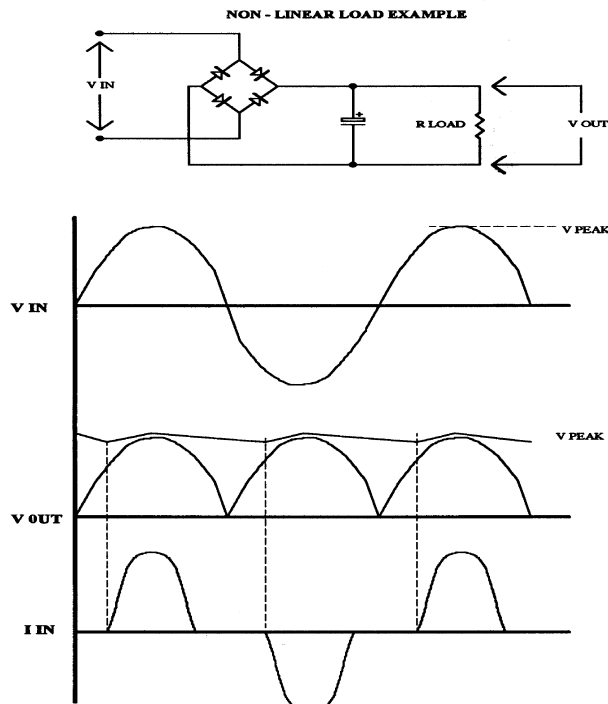 NON - LINEAR LOAD EXAMPLE
V IN
+
R LOAD
V OUT
V PEAK
V IN
V PEAK
V 0UT
I IN